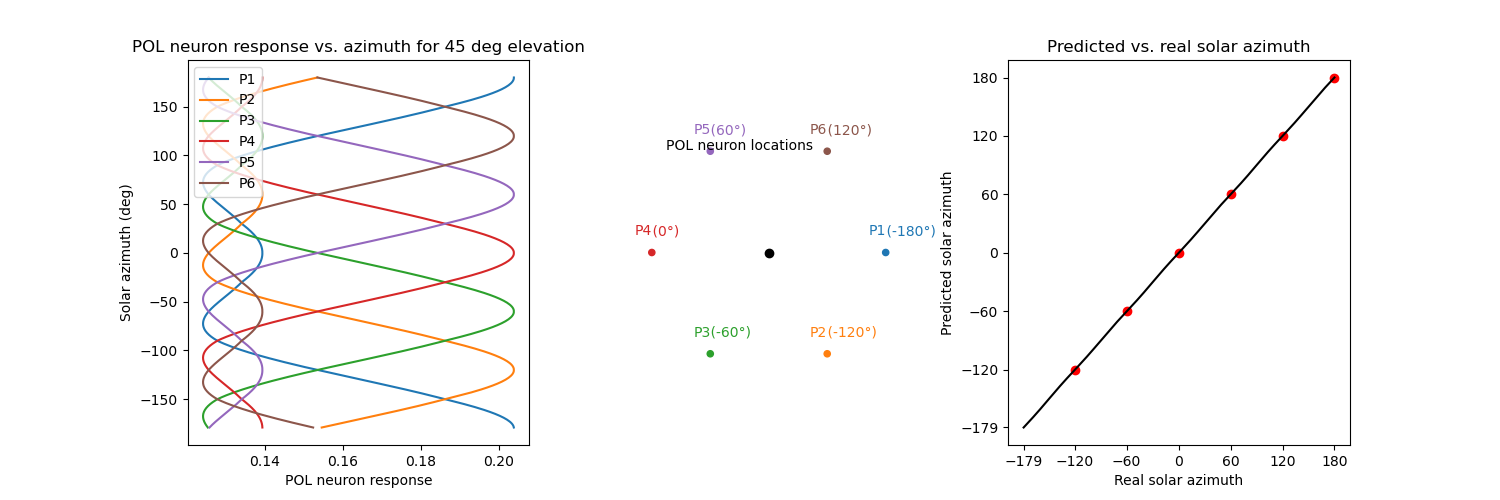 POL neuron response vs. azimuth for 45 deg elevation
P1
P2
P3
P4
P5
P6
150
100
50
0
−50
−100
−150
Solar azimuth (deg)
0.14 0.16 0.18 0.20
POL neuron response
P5(60°) P6(120°)
POL neuron locations
P4(0°) P1(-180°)
P3(-60°) P2(-120°)
Predicted vs. real solar azimuth
180
120
60
0
−60
−120
−179
Predicted solar azimuth
−179 −120 −60 0 60 120 180
Real solar azimuth